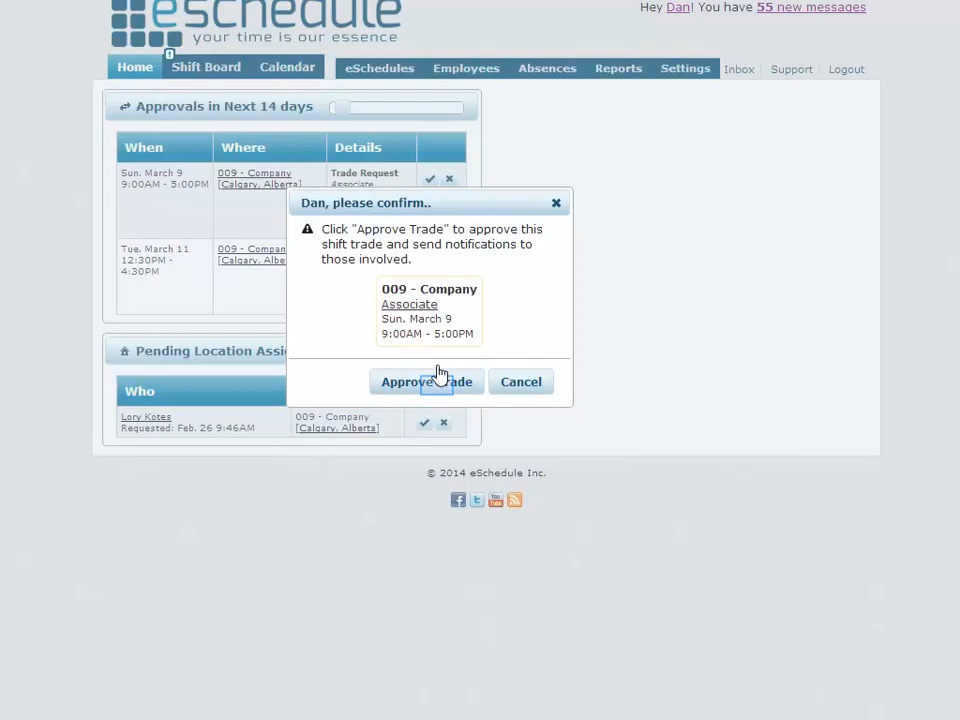 eSchedule
your time is our essence
Hey Dan! You have 55 new messages
Home
Shift Board
Calendar
eSchedules
Employees
Absences
Reports
Settings
Inbox
Support
Logout
Approvals in Next 14 days
When
Where
Details
Sun. March 9
9:00AM - 5:00PM
009 - Company
[Calgary, Alberta]
Trade Request
Associate
Tue. March 11
12:30PM -
4:30PM
009 - Compan
[Calgary, Albe
Dan, please confirm..
Click "Approve Trade" to approve this
shift trade and send notifications to
those involved.
009 - Company
Associate
Sun. March 9
9:00AM - 5:00PM
Approve Trade
Cancel
Pending Location Assi
Who
Lory Kotes
Requested: Feb. 26 9:46AM
009 - Company
[Calgary, Alberta]
© 2014 eSchedule Inc.